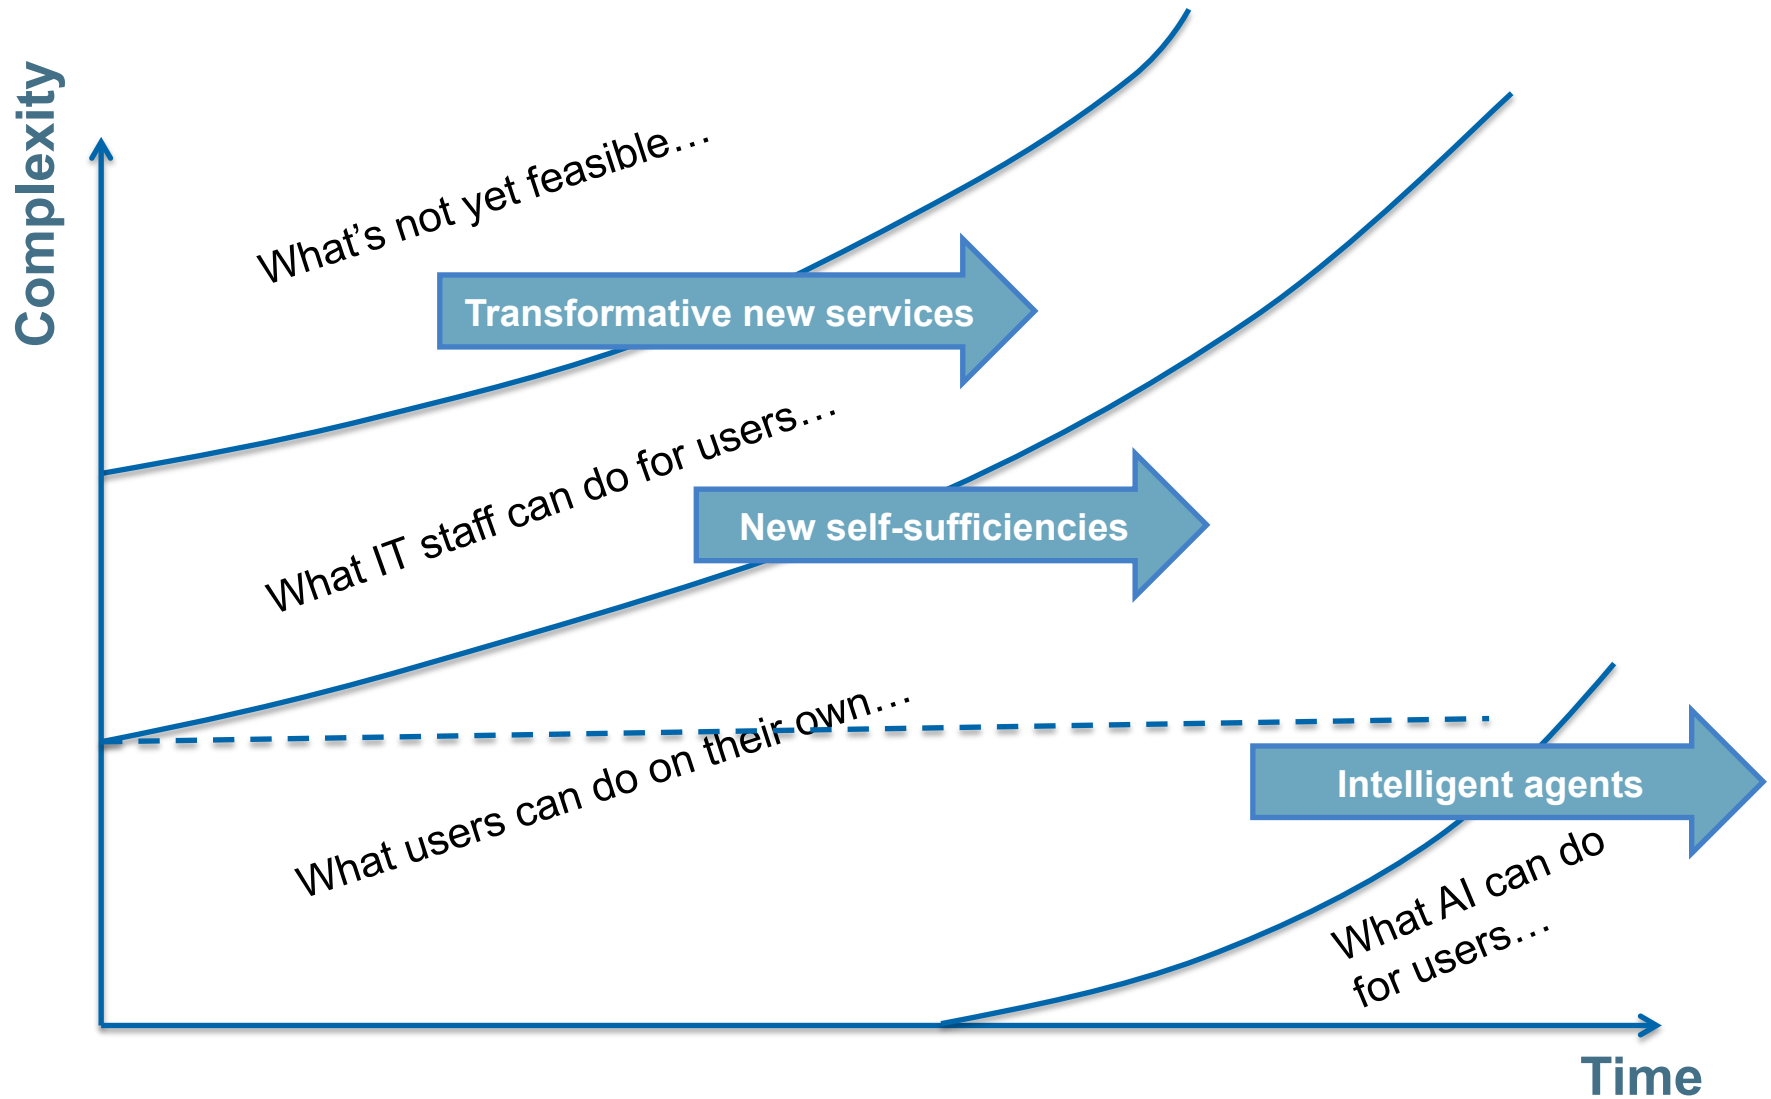 Complexity
What’s not yet feasible…
Transformative new services
What IT staff can do for users…
New self-sufficiencies
What users can do on their own…
Intelligent agents
What AI can do
for users…
Time